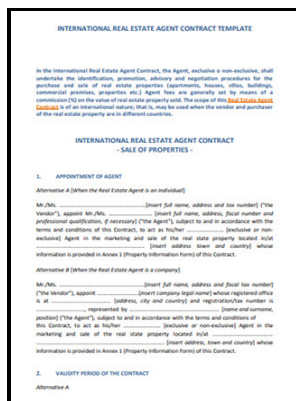 INTERNATIONAL REAL ESTATE AGENT CONTRACT TEMPLATE
In the International Real Estate Agent Contract, the Agent, exclusive o non-exclusive, shall
undertake the identification, promotion, advisory and negotiation procedures for the
purchase and sale of real estate properties (apartments, houses, villas, buildings,
commercial premises, properties etc.) Agent fees are generally set by means of a
commission (%) on the value of real estate property sold. The scope of this Real Estate Agent
Contract is of an international nature; that is, may be used when the vendor and purchaser
of the real estate property are in different countries.
INTERNATIONAL REAL ESTATE AGENT CONTRACT
- SALE OF PROPERTIES -
1. APPOINTMENT OF AGENT
Alternative A [When the Real Estate Agent is an individual]
Mr./Ms. ........................................ [insert full name, address and tax number] ("the
Vendor"), appoint Mr./Ms. .............................. [insert full name, address, fiscal number and
professional qualification, if necessary] ("the Agent"), subject to and in accordance with the
terms and conditions of this Contract, to act as his/her .................. [exclusive or non-
exclusive] Agent in the marketing and sale of the real state property located in/at
........................................ [insert address town and country] whose
information is provided in Annex 1 (Property Information Form) of this Contract.
Alternative B [When the Real Estate Agent is a company]
Mr./Ms. ........................................ [insert full name, address and fiscal tax number]
("the Vendor"), appoint .................. [insert company legal name] whose registered office
is at .................. [address, city and country] and registration/tax number is
........................, represented by ........................ [name and surname,
position] ("the Agent"), subject to and in accordance with the terms and conditions of
this Contract, to act as his/her .................. [exclusive or non-exclusive] Agent in the
marketing and sale of the real state property located in/at ........................
........................................ [insert address, town and country] whose
information is provided in Annex 1 (Property Information Form) of this Contract.
2. VALIDITY PERIOD OF THE CONTRACT
Alternative A